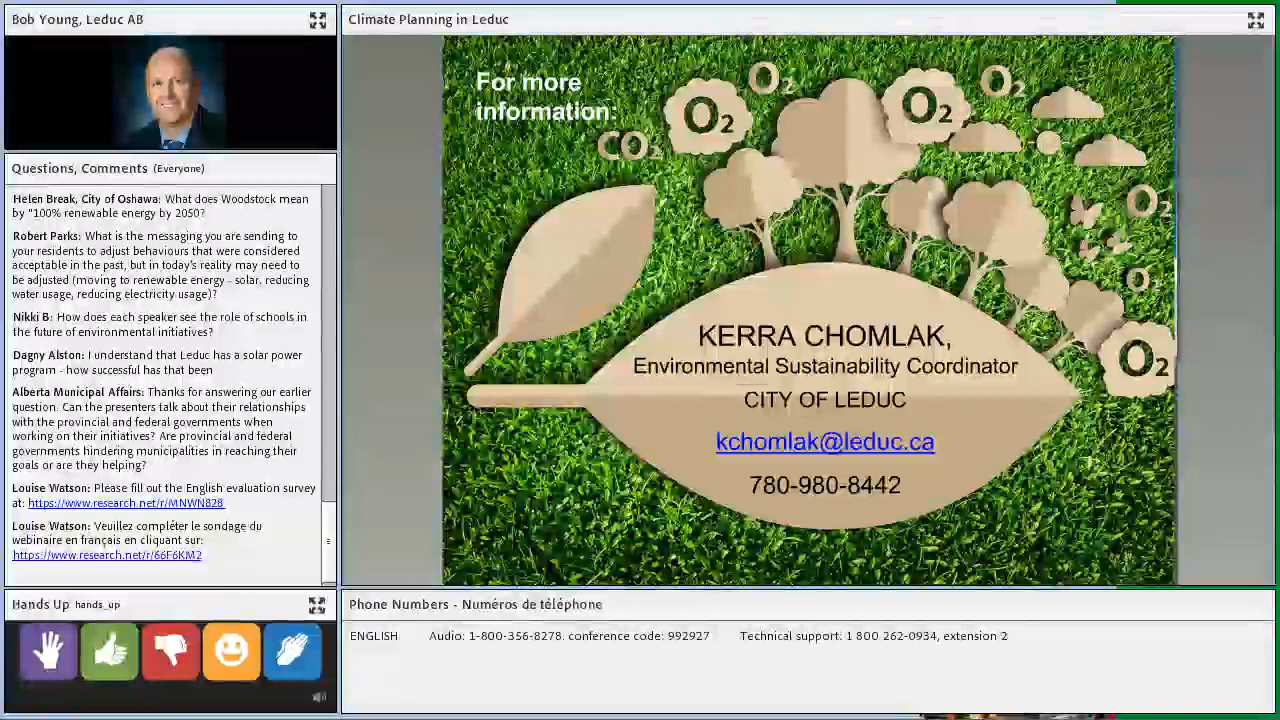 Bob Young, Leduc AB
Questions, Comments (Everyone)
Helen Break, City of Oshawa: What does Woodstock mean
by "100% renewable energy by 2050?
Robert Parks: What is the messaging you are sending to
your residents to adjust behaviours that were considered
acceptable in the past, but in today's reality may need to
be adjusted (moving to renewable energy - solar, reducing
water usage, reducing electricity usage)?
Nikki B: How does each speaker see the role of schools in
the future of environmental initiatives?
Dagny Alston: I understand that Leduc has a solar power
program - how successful has that been
Alberta Municipal Affairs: Thanks for answering our earlier
question. Can the presenters talk about their relationships
with the provincial and federal governments when
working on their initiatives? Are provincial and federal
governments hindering municipalities in reaching their
goals or are they helping?
Louise Watson: Please fill out the English evaluation survey
at: https://www.research.net/r/MNWN828
Louise Watson: Veuillez compléter le sondage du
webinaire en français en cliquant sur:
https://www.research.net/r/66F6KM2
Hands Up hands_up
Climate Planning in Leduc
For more
information:
CO2
O2
O2
O2
O2
O2
O2
O2
KERRA CHOMLAK,
Environmental Sustainability Coordinator
CITY OF LEDUC
kchomlak@leduc.ca
780-980-8442
Phone Numbers - Numéros de téléphone
ENGLISH Audio: 1-800-356-8278, conference code: 992927 Technical support: 1 800 262-0934, extension 2